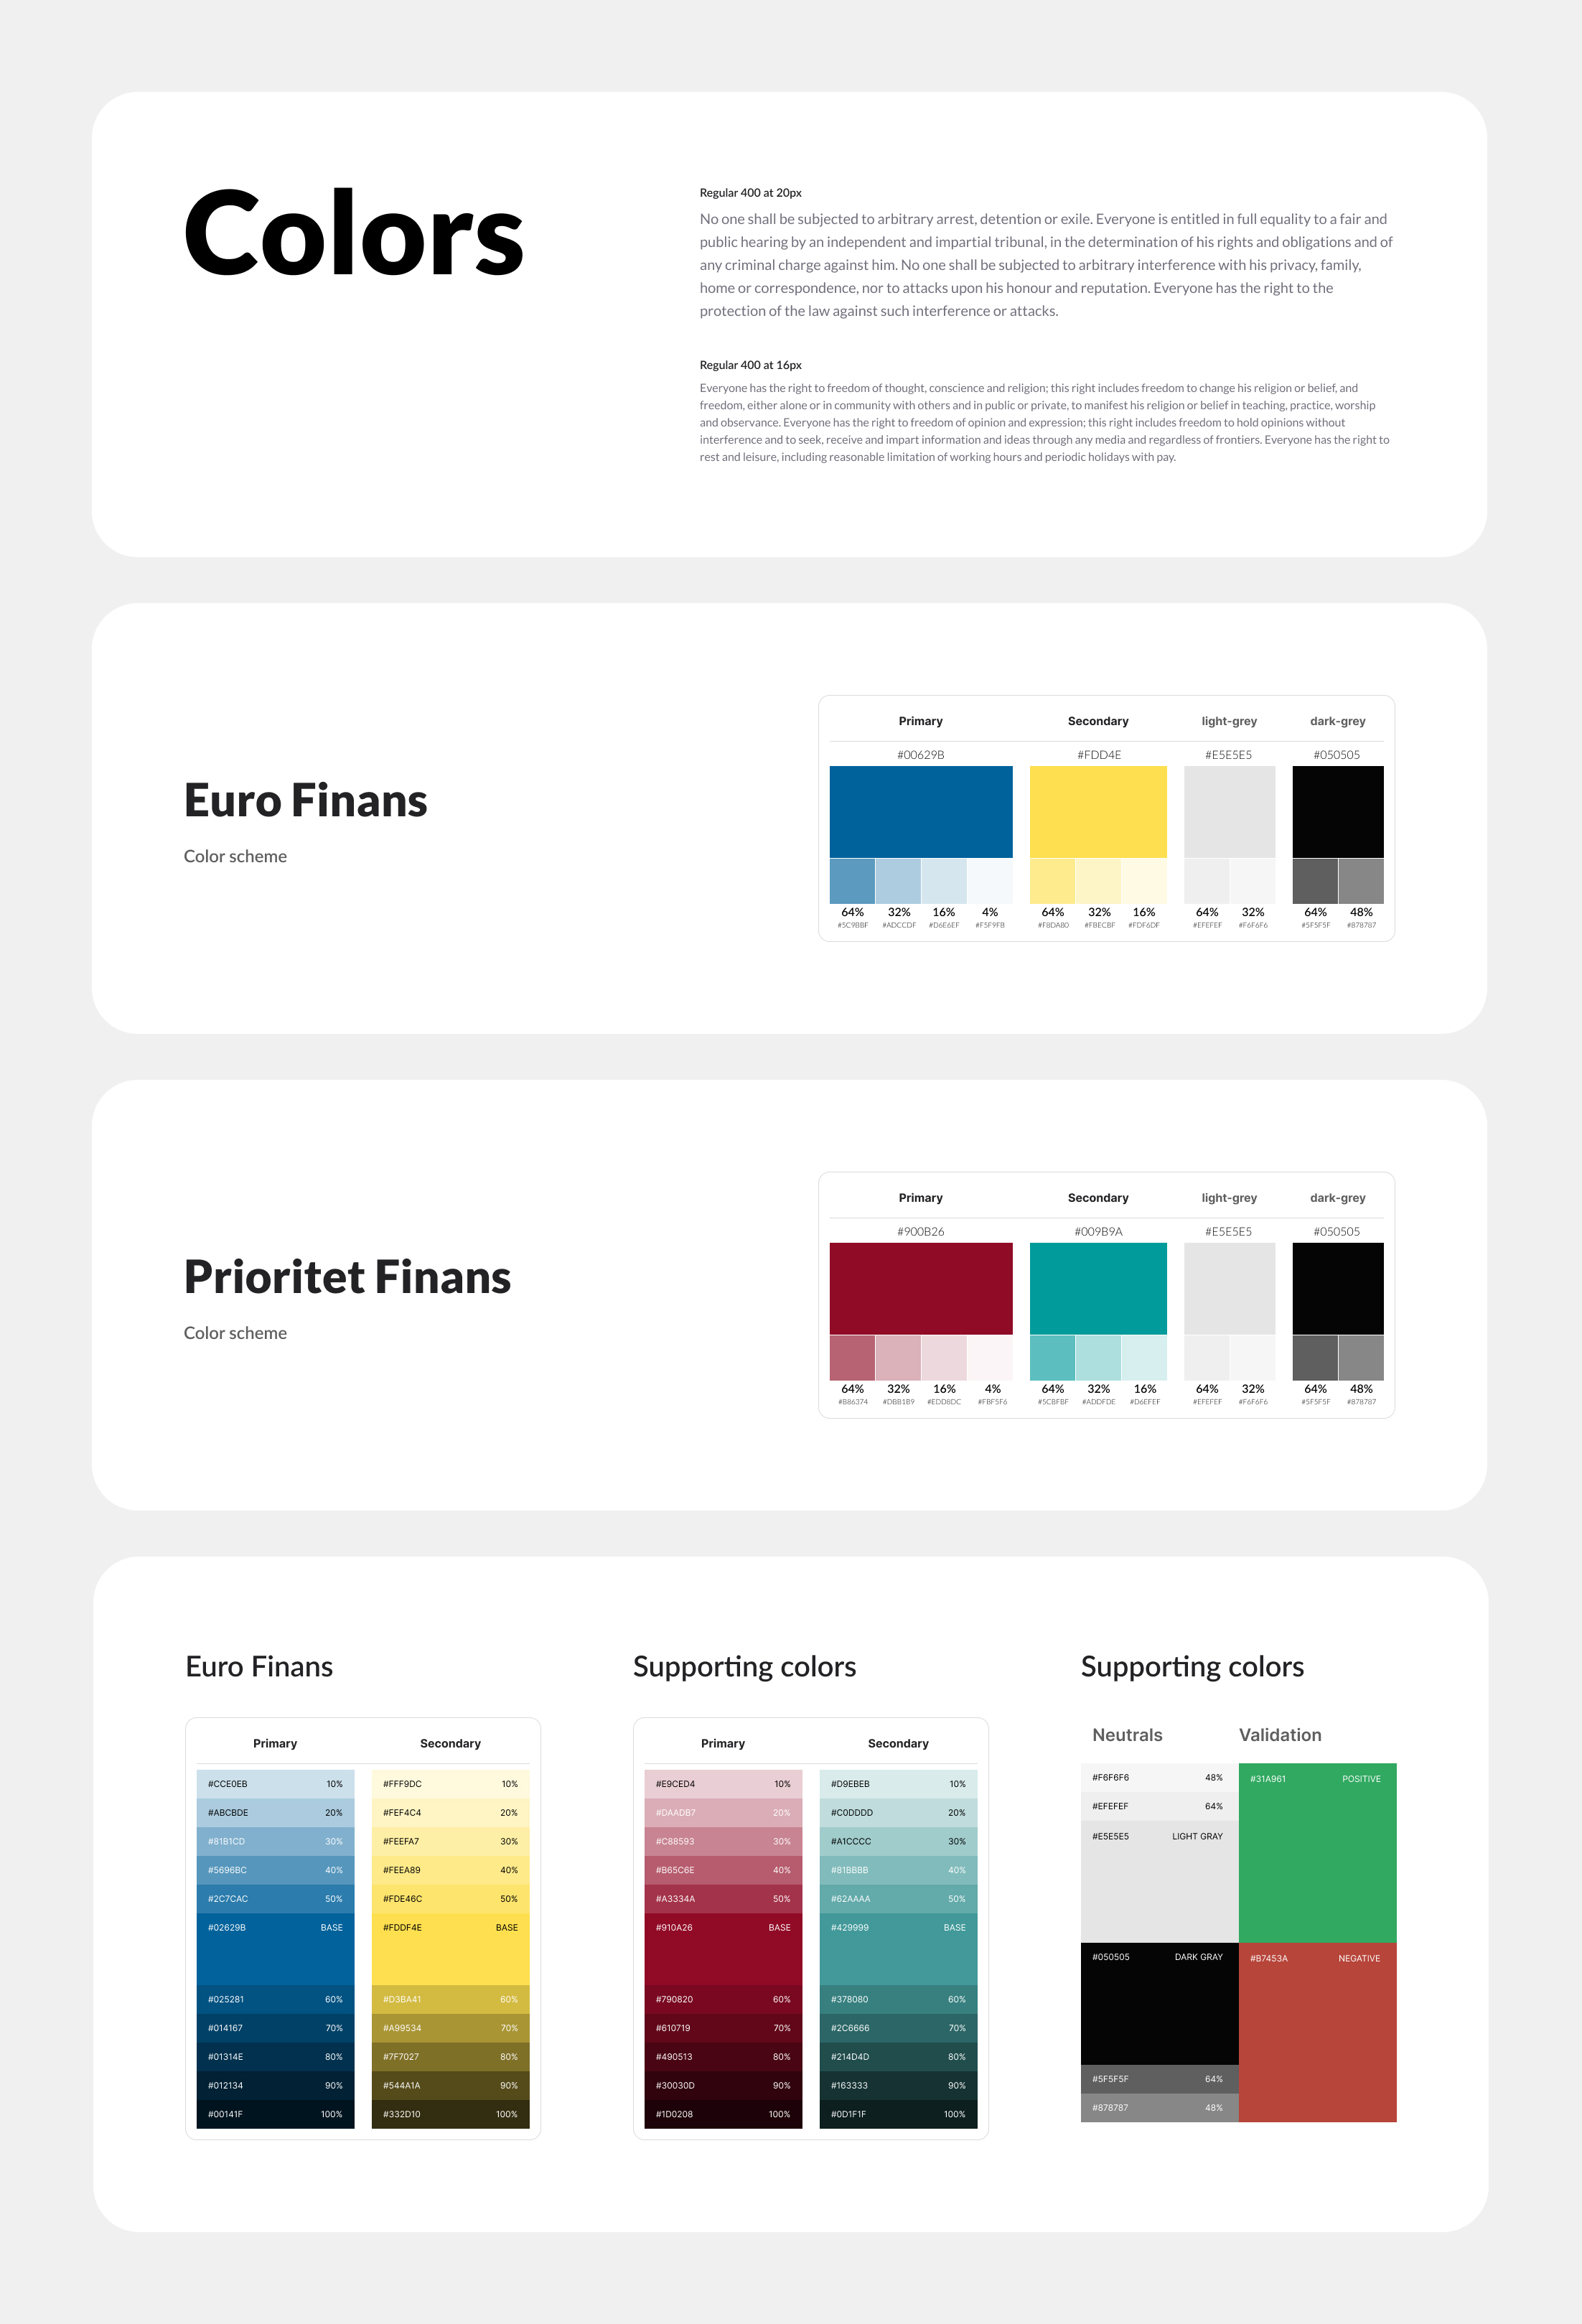 Colors
Regular 400 at 20px
No one shall be subjected to arbitrary arrest, detention or exile. Everyone is entitled in full equality to a fair and
public hearing by an independent and impartial tribunal, in the determination of his rights and obligations and of
any criminal charge against him. No one shall be subjected to arbitrary interference with his privacy, family,
home or correspondence, nor to attacks upon his honour and reputation. Everyone has the right to the
protection of the law against such interference or attacks.
Regular 400 at 16px
Everyone has the right to freedom of thought, conscience and religion; this right includes freedom to change his religion or belief, and
freedom, either alone or in community with others and in public or private, to manifest his religion or belief in teaching, practice, worship
and observance. Everyone has the right to freedom of opinion and expression; this right includes freedom to hold opinions without
interference and to seek, receive and impart information and ideas through any media and regardless of frontiers. Everyone has the right to
rest and leisure, including reasonable limitation of working hours and periodic holidays with pay.
Euro Finans
Color scheme
Primary Secondary light-grey dark-grey
#00629B #FDD4E #E5E5E5 #050505
64% 32% 16% 4% 64% 32% 16% 64% 32% 64% 48%
#5C9BBF #ADCCDF #D6E6EF #F5F9FB #F8DA80 #FBECBF #FDF6DF #EFEFEF #F6F6F6 #5F5F5F #878787
Prioritet Finans
Color scheme
Primary Secondary light-grey dark-grey
#900B26 #009B9A #E5E5E5 #050505
64% 32% 16% 4% 64% 32% 16% 64% 32% 64% 48%
#B86374 #DBB1B9 #EDD8DC #FBF5F6 #5CBFBF #ADDFDE #D6EFEF #EFEFEF #F6F6F6 #5F5F5F #878787
Euro Finans
Primary Secondary
#CCE0EB 10% #FFF9DC 10%
#ABCBDE 20% #FEF4C4 20%
#81B1CD 30% #FEEFA7 30%
#5696BC 40% #FEEA89 40%
#2C7CAC 50% #FDE46C 50%
#02629B BASE #FDDF4E BASE
#025281 60% #D3BA41 60%
#014167 70% #A99534 70%
#01314E 80% #7F7027 80%
#012134 90% #544A1A 90%
#00141F 100% #332D10 100%
Supporting colors
Primary Secondary
#E9CED4 10% #D9EBEB 10%
#DAADB7 20% #C0DDDD 20%
#C88593 30% #A1CCCC 30%
#B65C6E 40% #81BBBB 40%
#A3334A 50% #62AAAA 50%
#910A26 BASE #429999 BASE
#790820 60% #378080 60%
#610719 70% #2C6666 70%
#490513 80% #214D4D 80%
#30030D 90% #163333 90%
#1D0208 100% #0D1F1F 100%
Supporting colors
Neutrals Validation
#F6F6F6 48% #31A961 POSITIVE
#EFEFEF 64%
#E5E5E5 LIGHT GRAY
#050505 DARK GRAY #B7453A NEGATIVE
#5F5F5F 64%
#878787 48%